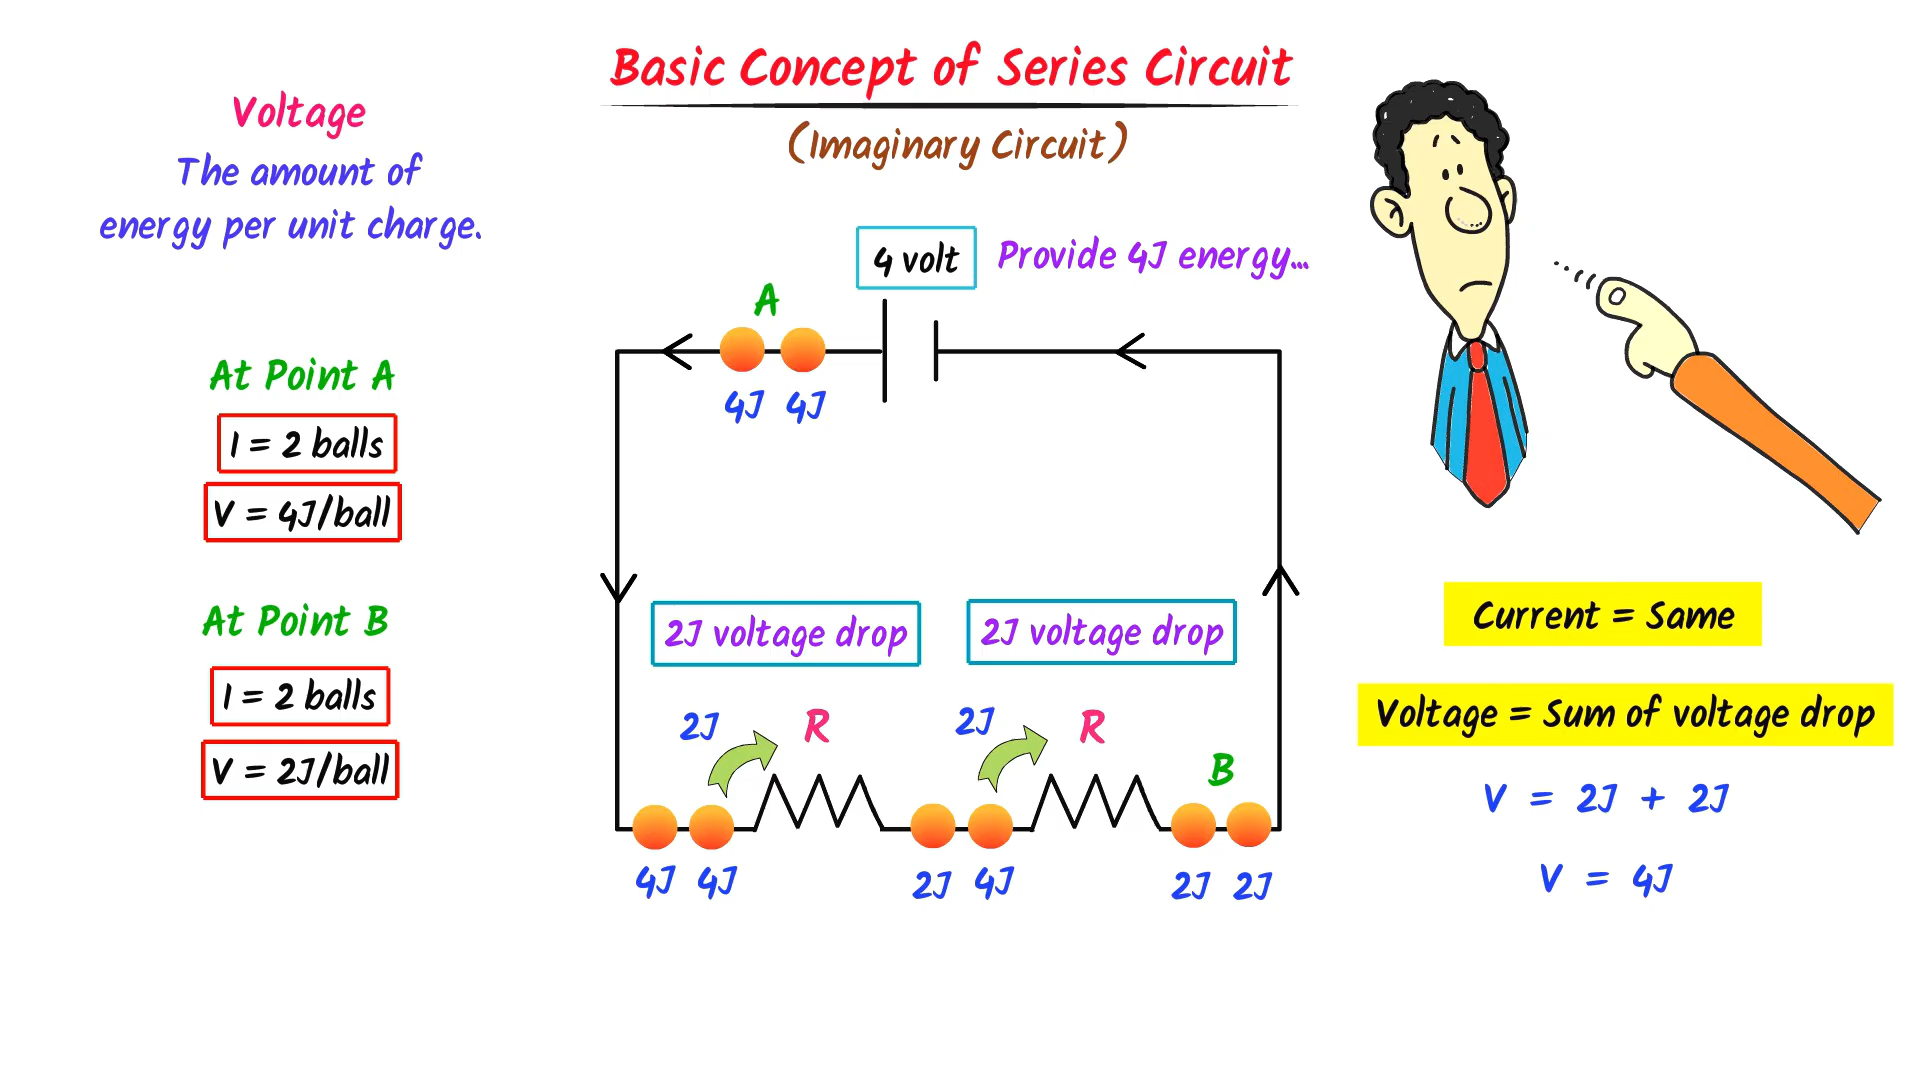 Basic Concept of Series Circuit
(Imaginary Circuit)
Voltage
The amount of
energy per unit charge.
At Point A
I = 2 balls
V = 4J/ball
At Point B
I = 2 balls
V = 2J/ball
4 volt
Provide 4J energy...
A
4J 4J
2J voltage drop
2J voltage drop
2J
R
2J
R
B
4J 4J
2J 4J
2J 2J
Current = Same
Voltage = Sum of voltage drop
V = 2J + 2J
V = 4J